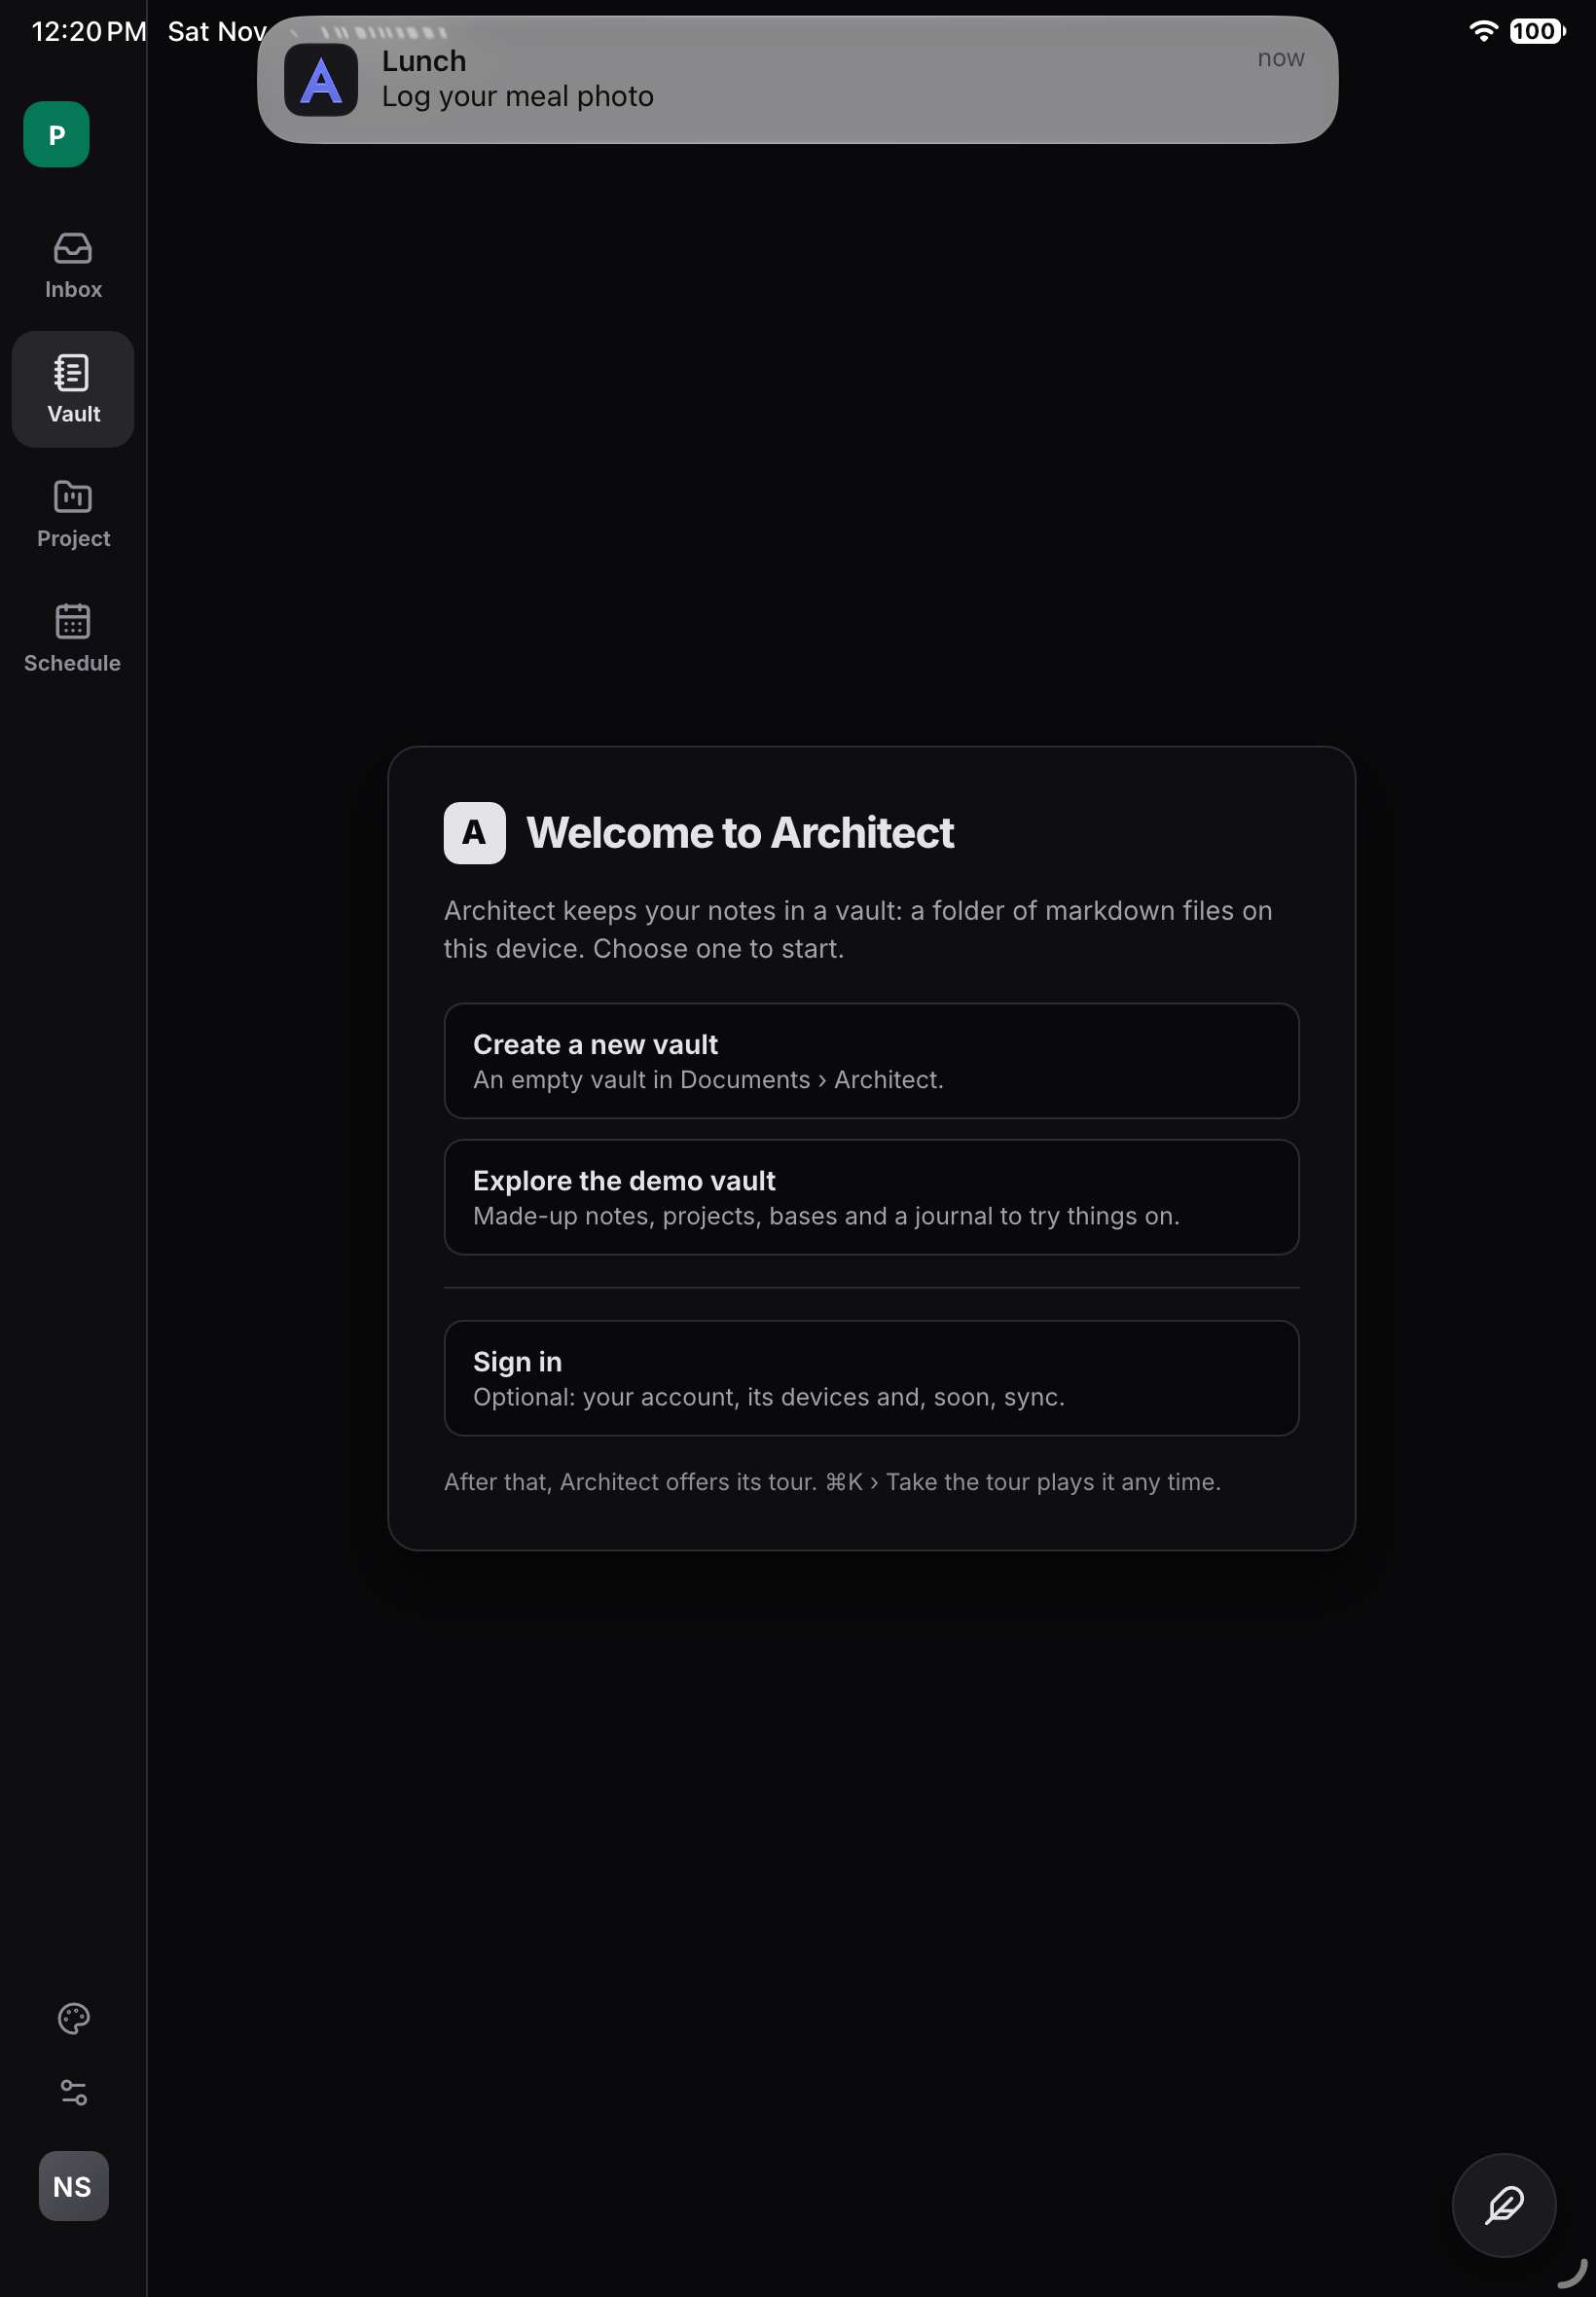 12:20 PM Sat Nov
Lunch
now
Log your meal photo
P
Inbox
Vault
Project
Schedule
A Welcome to Architect
Architect keeps your notes in a vault: a folder of markdown files on
this device. Choose one to start.
Create a new vault
An empty vault in Documents › Architect.
Explore the demo vault
Made-up notes, projects, bases and a journal to try things on.
Sign in
Optional: your account, its devices and, soon, sync.
After that, Architect offers its tour. ⌘K › Take the tour plays it any time.
NS
100